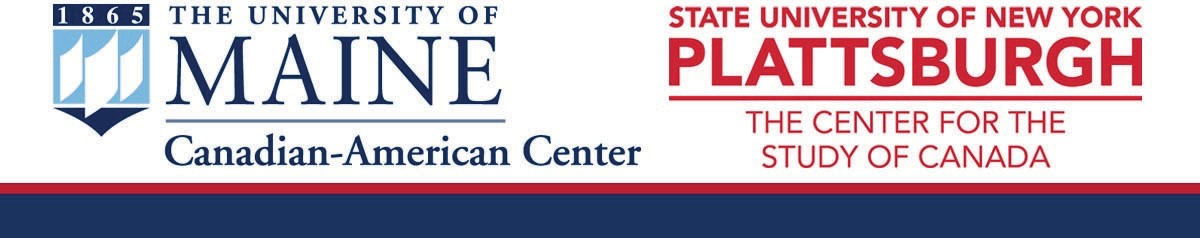 1865
THE UNIVERSITY OF
MAINE
Canadian-American Center
STATE UNIVERSITY OF NEW YORK
PLATTSBURGH
THE CENTER FOR THE
STUDY OF CANADA